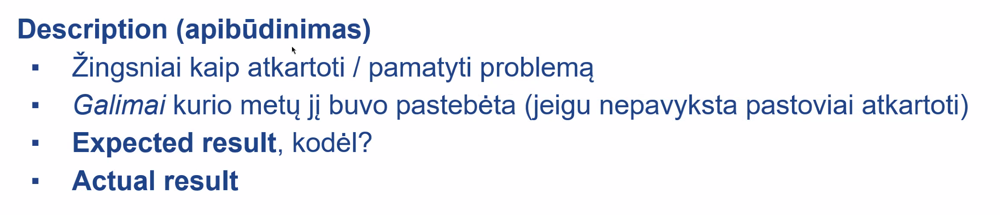 Description (apibūdinimas)
▪ Žingsniai kaip atkartoti / pamatyti problemą
▪ Galimai kurio metų jį buvo pastebėta (jeigu nepavyksta pastoviai atkartoti)
▪ Expected result, kodėl?
▪ Actual result